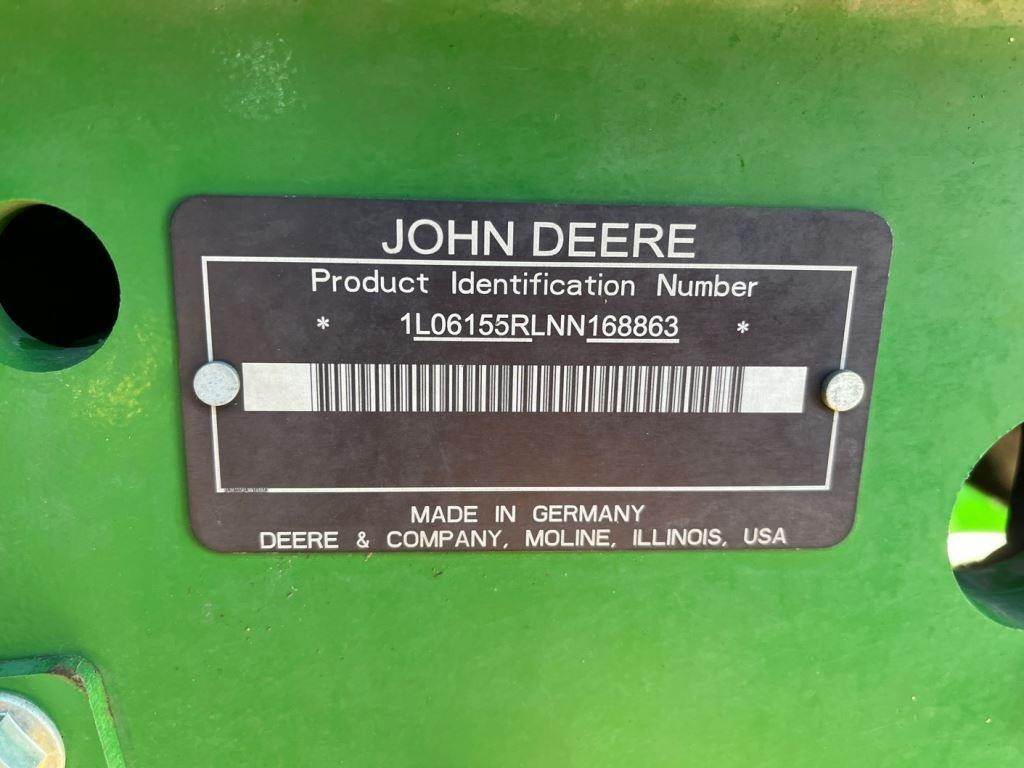 JOHN DEERE
Product Identification Number
* 1L06155RLNN168863 *
MADE IN GERMANY
DEERE & COMPANY, MOLINE, ILLINOIS, USA